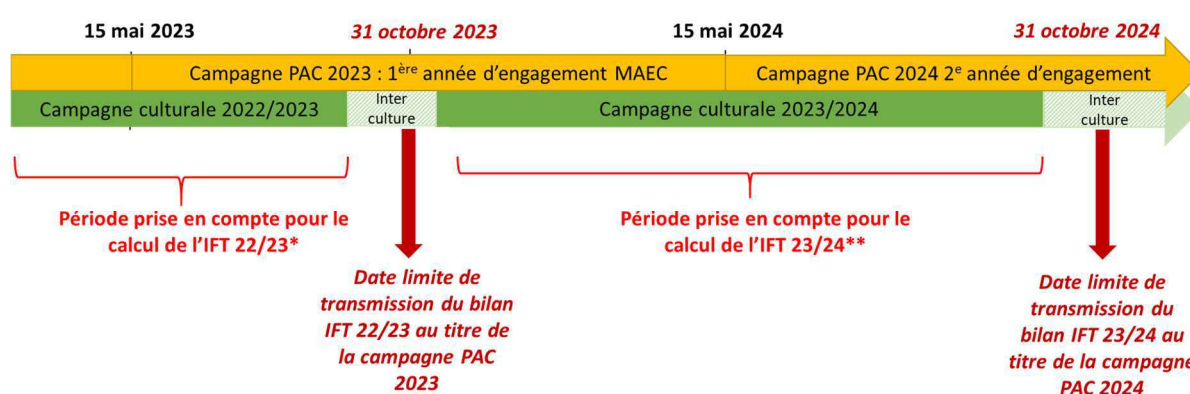 15 mai 2023
31 octobre 2023
15 mai 2024
31 octobre 2024
Campagne PAC 2023 : 1ère année d'engagement MAEC
Campagne PAC 2024 2e année d'engagement
Campagne culturale 2022/2023
Inter
culture
Campagne culturale 2023/2024
Inter
culture
Période prise en compte pour le
calcul de l'IFT 22/23*
Période prise en compte pour le
calcul de l'IFT 23/24**
Date limite de
transmission du bilan
IFT 22/23 au titre de
la campagne PAC
2023
Date limite de
transmission du
bilan IFT 23/24 au
titre de la campagne
PAC 2024